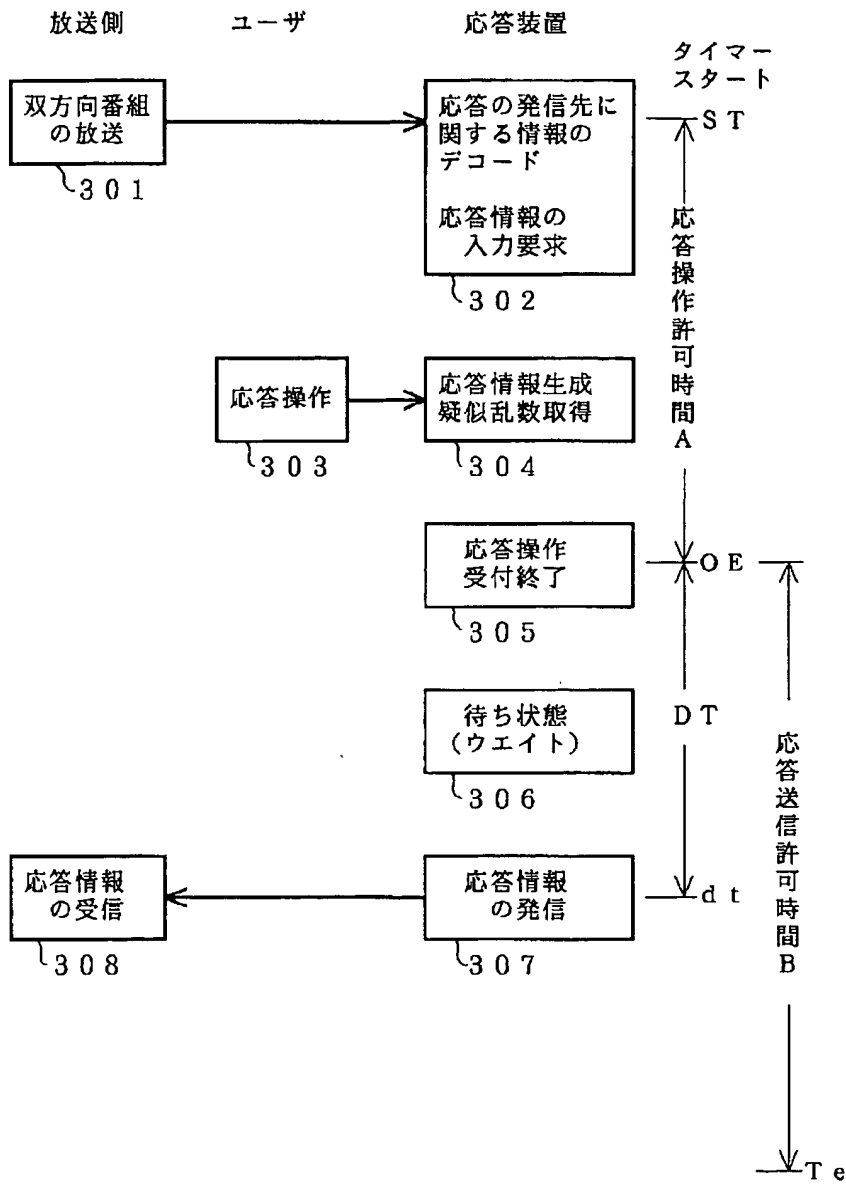 放送側
ユーザ
応答装置
タイマー
スタート
双方向番組
の放送
301
応答の発信先に
関する情報の
デコード
応答情報の
入力要求
302
ST
応答操作許可時間A
応答操作
303
応答情報生成
疑似乱数取得
304
応答操作
受付終了
305
OE
待ち状態
(ウエイト)
306
DT
応答送信許可時間B
応答情報
の受信
308
応答情報
の発信
307
dt
Te